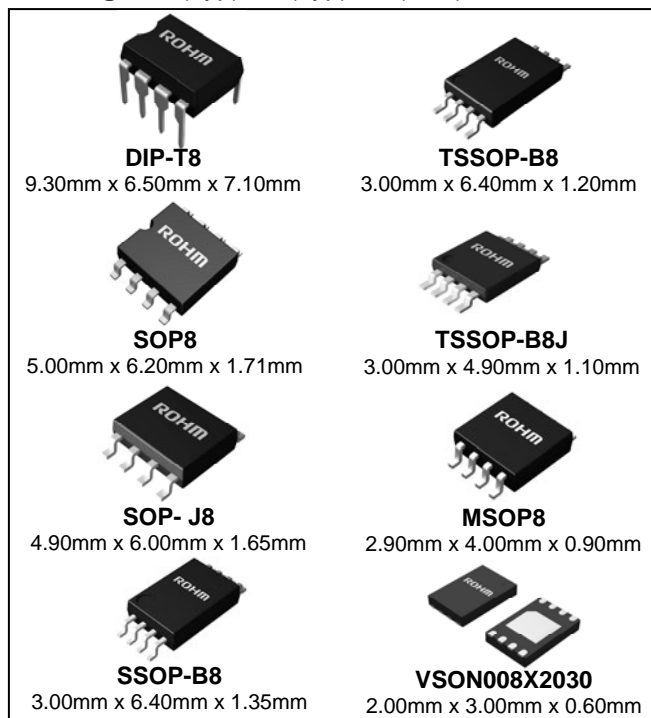 ROHM
DIP-T8
9.30mm x 6.50mm x 7.10mm
ROHM
TSSOP-B8
3.00mm x 6.40mm x 1.20mm
ROHM
SOP8
5.00mm x 6.20mm x 1.71mm
ROHM
TSSOP-B8J
3.00mm x 4.90mm x 1.10mm
ROHM
SOP- J8
4.90mm x 6.00mm x 1.65mm
ROHM
MSOP8
2.90mm x 4.00mm x 0.90mm
ROHM
SSOP-B8
3.00mm x 6.40mm x 1.35mm
ROHM
VSON008X2030
2.00mm x 3.00mm x 0.60mm